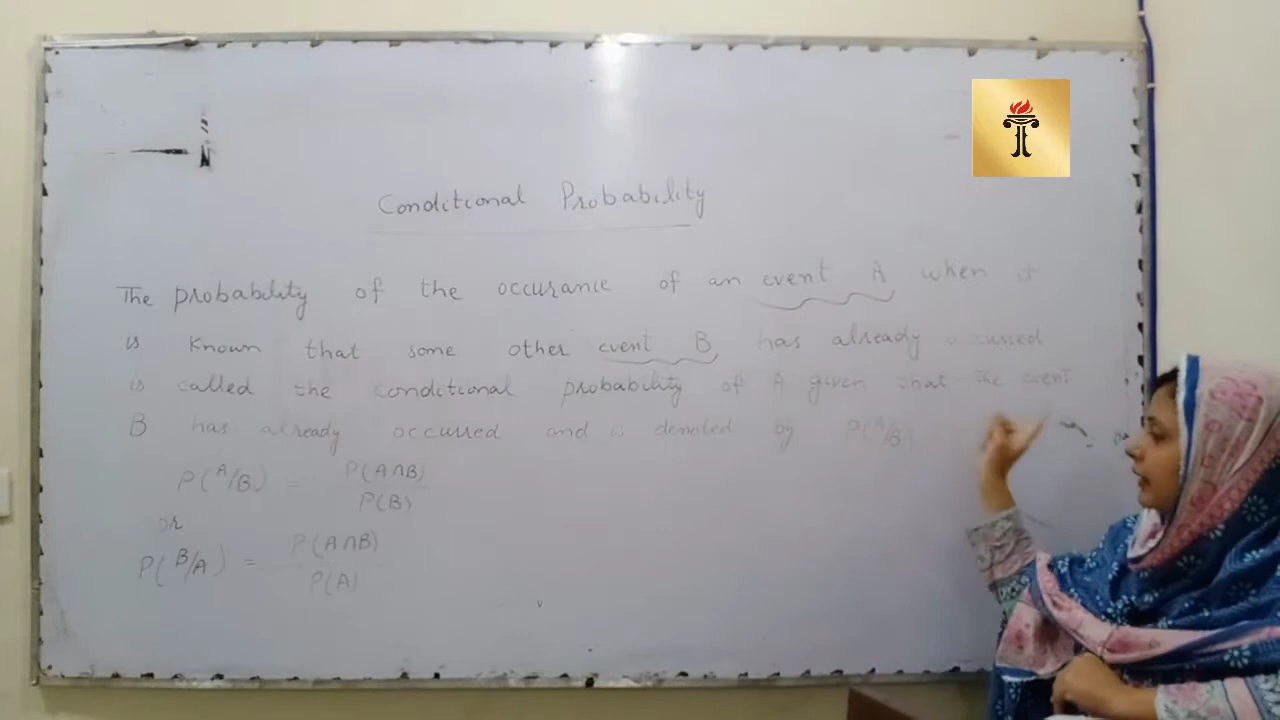 Conditional Probability
The probability of the occurance of an event A when it
is known that some other event B has already occurred
is called the conditional probability of A given that the event
B has already occurred and is denoted by P(A/B)
P(A/B) = P(A∩B)
P(B)
or
P(B/A) = P(A∩B)
P(A)